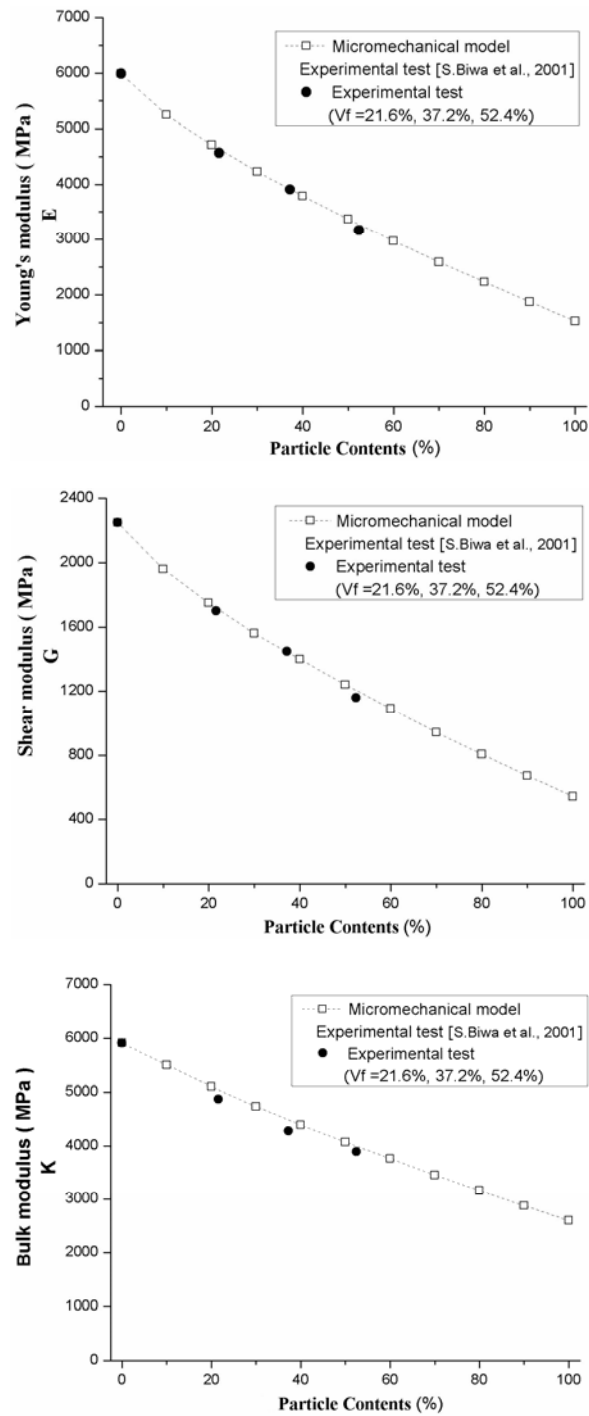 7000
6000
5000
4000
3000
2000
1000
0
Young's modulus ( MPa )
E
Micromechanical model
Experimental test [S.Biwa et al., 2001]
Experimental test
(Vf =21.6%, 37.2%, 52.4%)
0 20 40 60 80 100
Particle Contents (%)
2400
2000
1600
1200
800
400
0
Shear modulus ( MPa )
G
Micromechanical model
Experimental test [S.Biwa et al., 2001]
Experimental test
(Vf =21.6%, 37.2%, 52.4%)
0 20 40 60 80 100
Particle Contents (%)
7000
6000
5000
4000
3000
2000
1000
0
Bulk modulus ( MPa )
K
Micromechanical model
Experimental test [S.Biwa et al., 2001]
Experimental test
(Vf =21.6%, 37.2%, 52.4%)
0 20 40 60 80 100
Particle Contents (%)